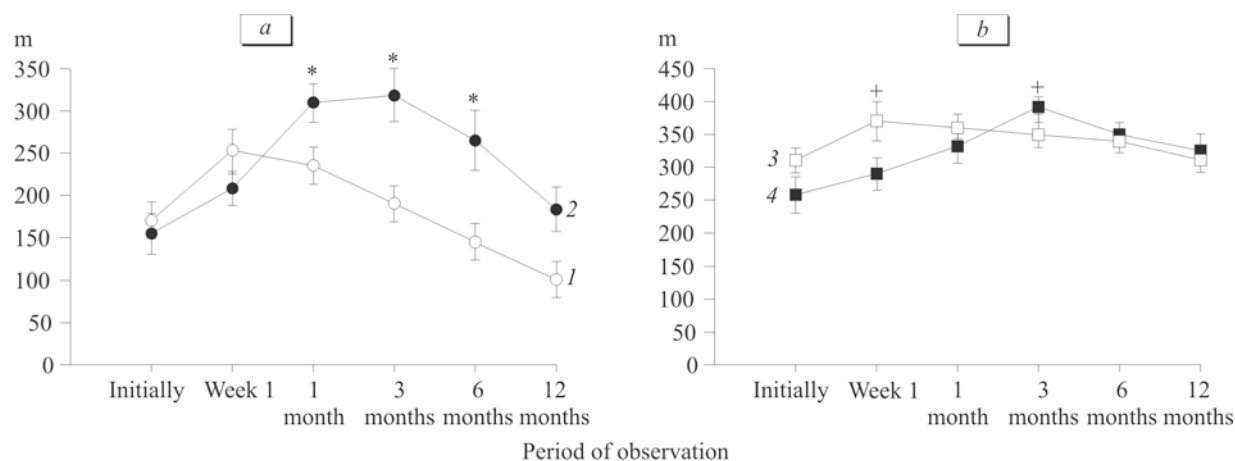 a
m
350
300
250
200
150
100
50
0
*
*
*
2
1
Initially
Week 1
1
month
3
months
6
months
12
months
b
m
450
400
350
300
250
200
150
100
50
0
+
+
3
4
Initially
Week 1
1
month
3
months
6
months
12
months
Period of observation